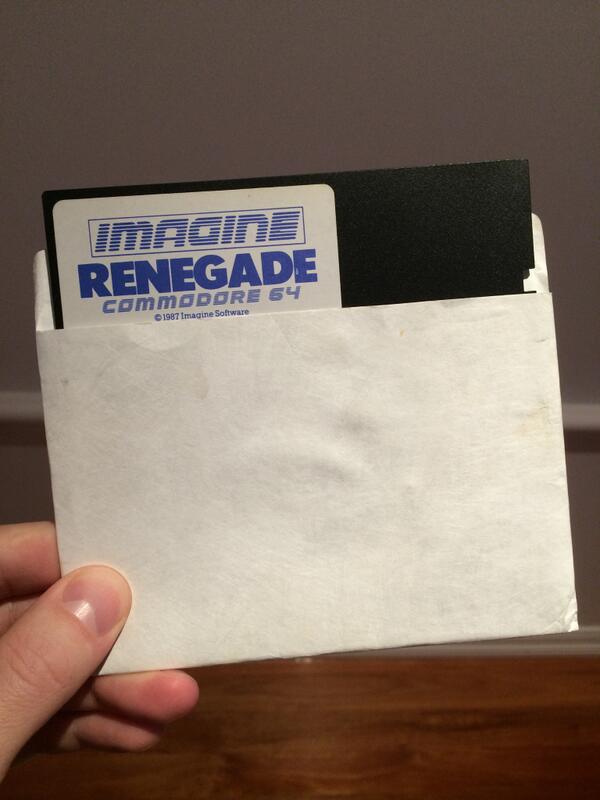 IMAGINE
RENEGADE
COMMODORE 64
©1987 Imagine Software